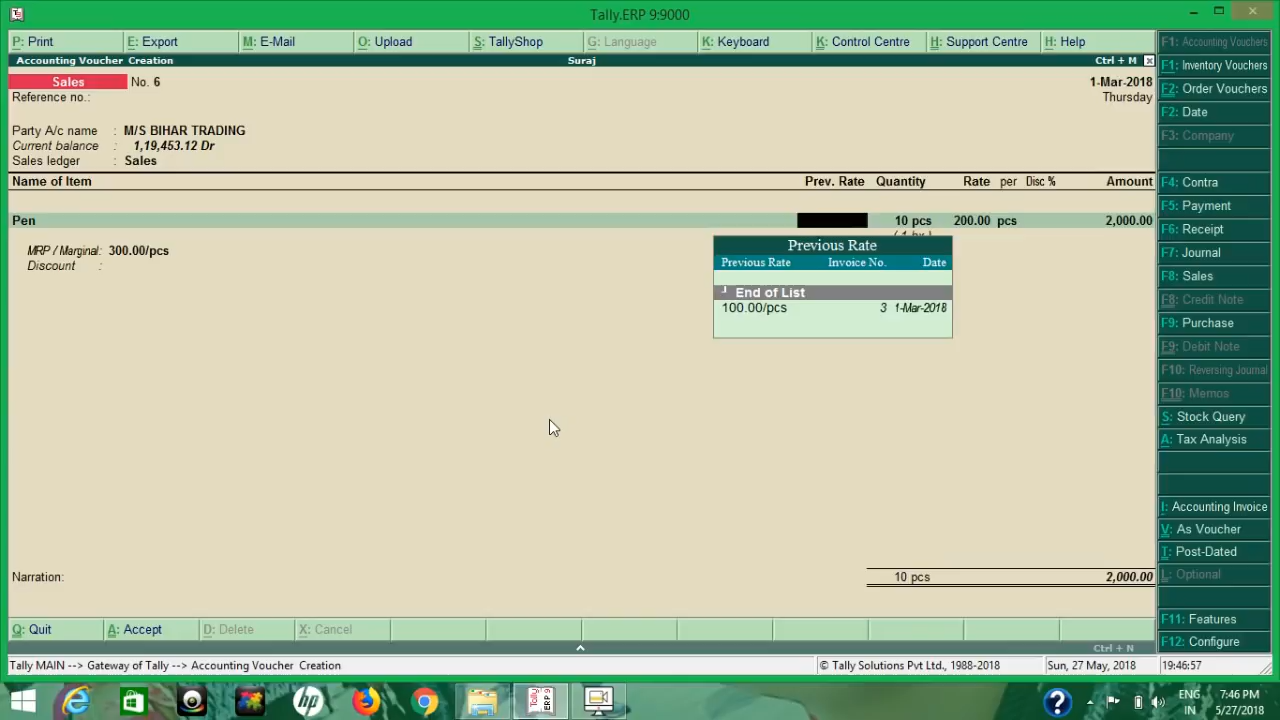 Tally.ERP 9:9000
P: Print E: Export M: E-Mail O: Upload S: TallyShop G: Language K: Keyboard K: Control Centre H: Support Centre H: Help
Accounting Voucher Creation Suraj Ctrl + M
Sales No. 6 1-Mar-2018
Reference no.: Thursday
Party A/c name : M/S BIHAR TRADING
Current balance : 1,19,453.12 Dr
Sales ledger : Sales
Name of Item Prev. Rate Quantity Rate per Disc % Amount
Pen 10 pcs 200.00 pcs 2,000.00
MRP / Marginal: 300.00/pcs
Discount :
Previous Rate
Previous Rate Invoice No. Date
End of List
100.00/pcs 3 1-Mar-2018
Narration: 10 pcs 2,000.00
Q: Quit A: Accept D: Delete X: Cancel
Ctrl + N
Tally MAIN --> Gateway of Tally --> Accounting Voucher Creation © Tally Solutions Pvt Ltd., 1988-2018 Sun, 27 May, 2018 19:46:57
F1: Accounting Vouchers
F1: Inventory Vouchers
F2: Order Vouchers
F2: Date
F3: Company
F4: Contra
F5: Payment
F6: Receipt
F7: Journal
F8: Sales
F8: Credit Note
F9: Purchase
F9: Debit Note
F10: Reversing Journal
F10: Memos
S: Stock Query
A: Tax Analysis
I: Accounting Invoice
V: As Voucher
T: Post-Dated
L: Optional
F11: Features
F12: Configure
ENG 7:46 PM
IN 5/27/2018